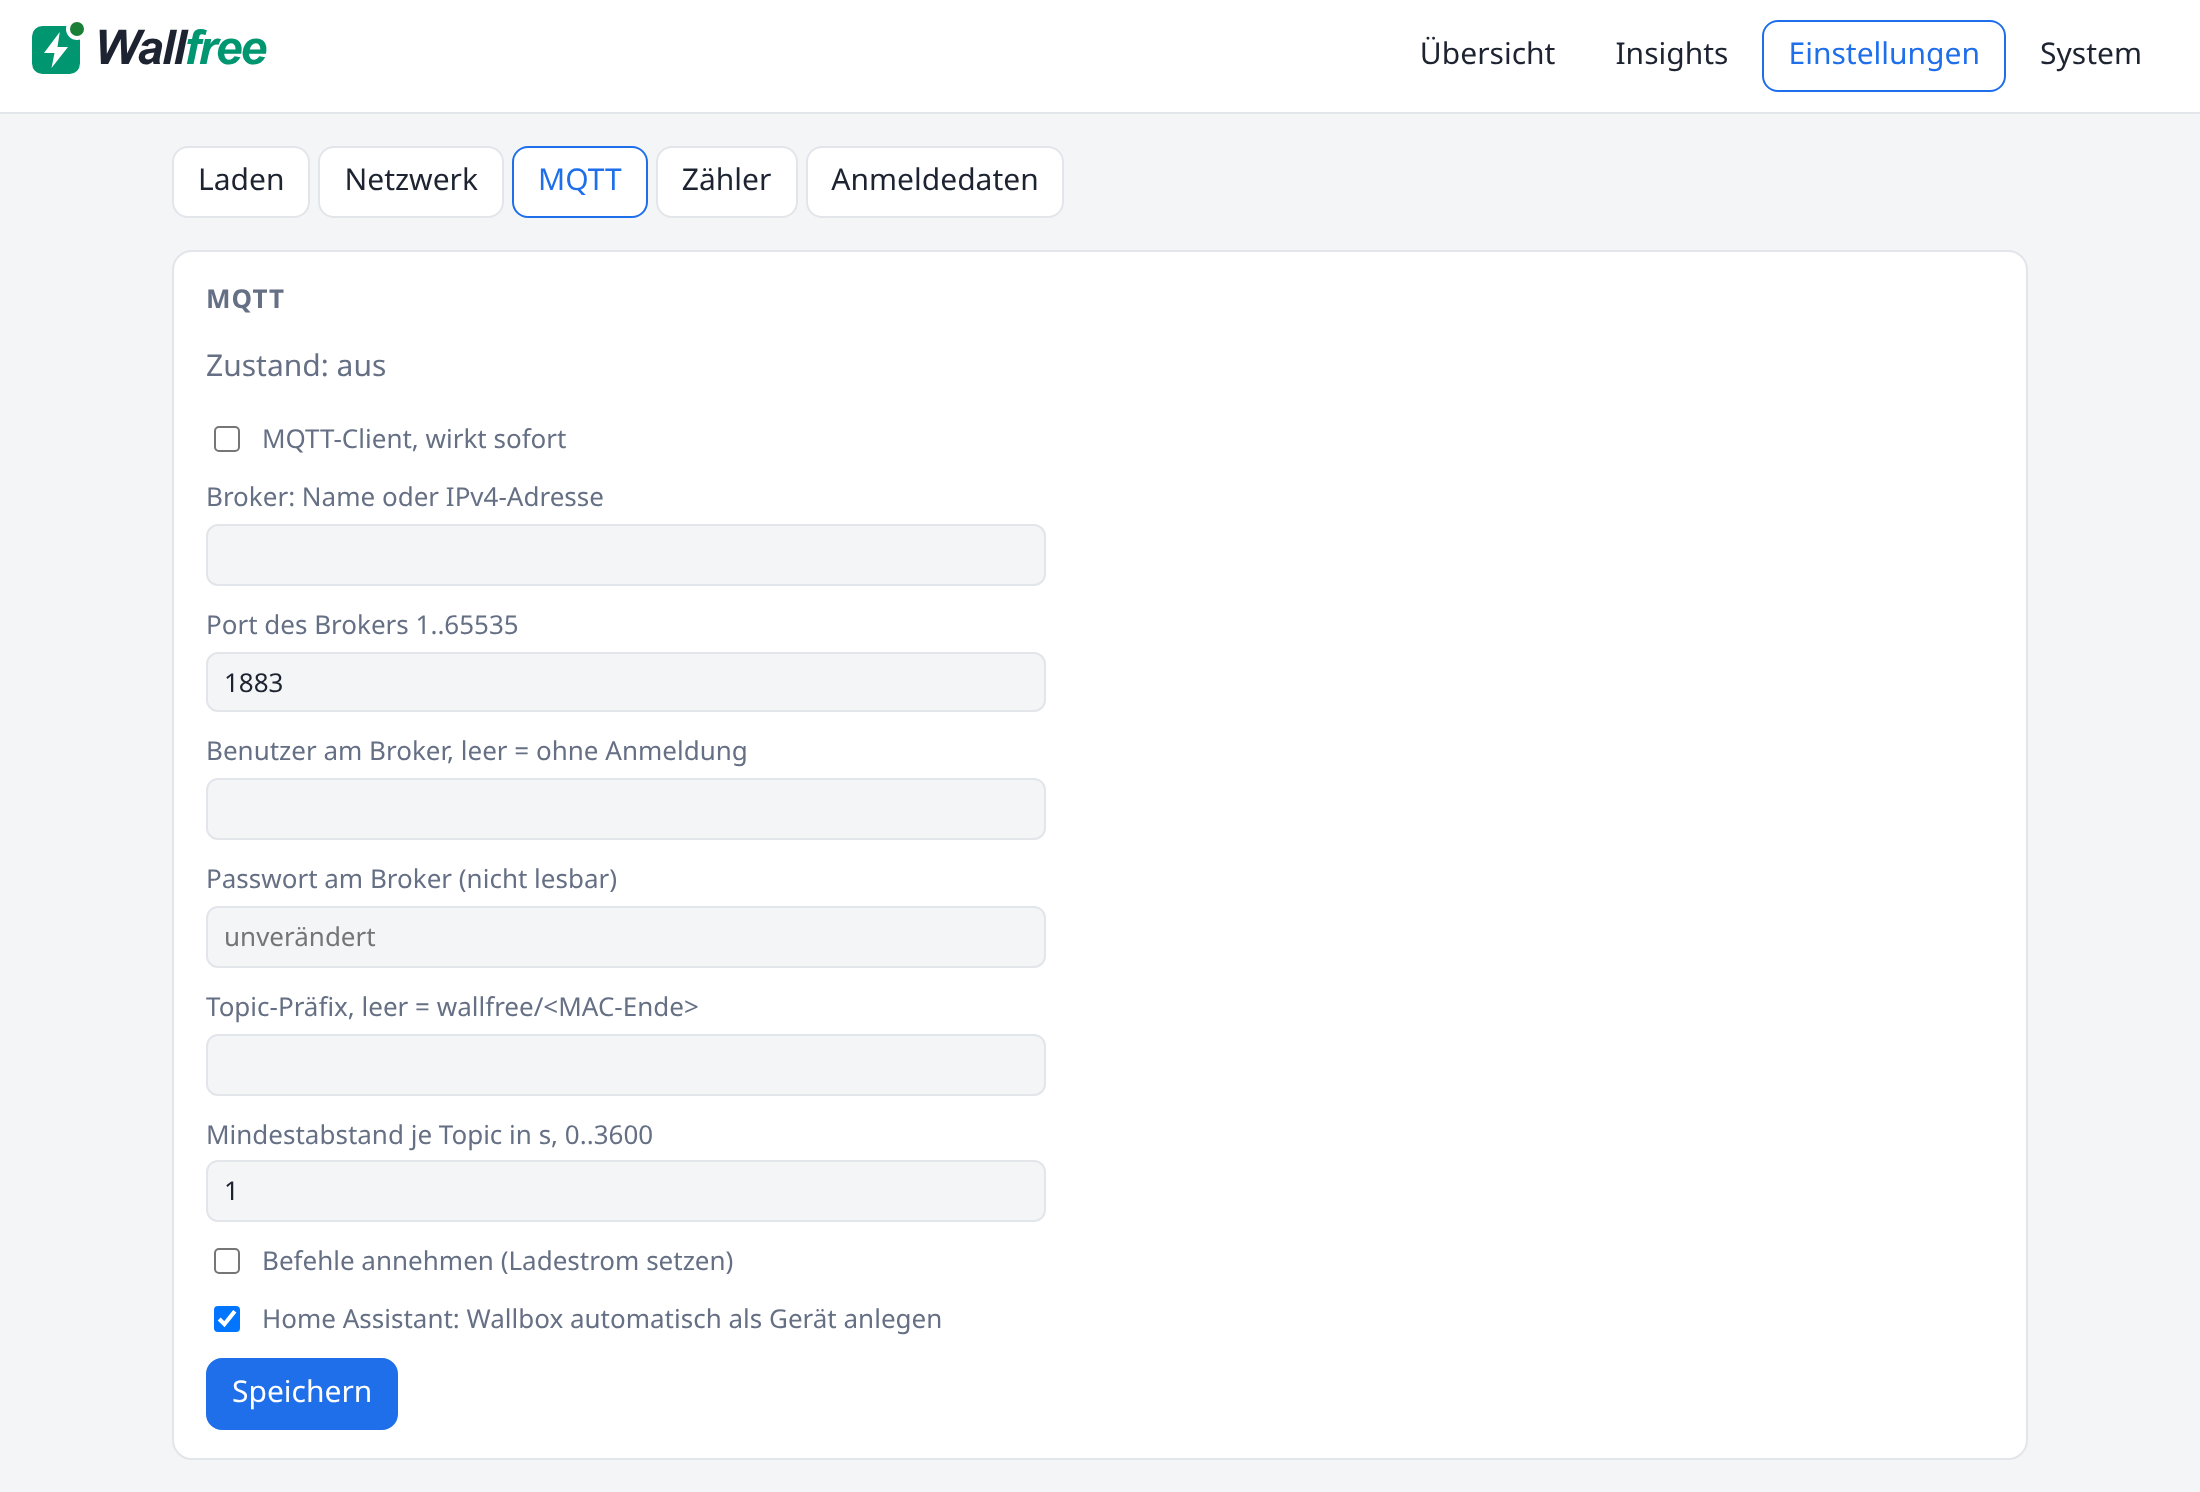 Wallfree
Übersicht Insights Einstellungen System
Laden Netzwerk MQTT Zähler Anmeldedaten
MQTT
Zustand: aus
MQTT-Client, wirkt sofort
Broker: Name oder IPv4-Adresse
Port des Brokers 1..65535
1883
Benutzer am Broker, leer = ohne Anmeldung
Passwort am Broker (nicht lesbar)
unverändert
Topic-Präfix, leer = wallfree/<MAC-Ende>
Mindestabstand je Topic in s, 0..3600
1
Befehle annehmen (Ladestrom setzen)
Home Assistant: Wallbox automatisch als Gerät anlegen
Speichern